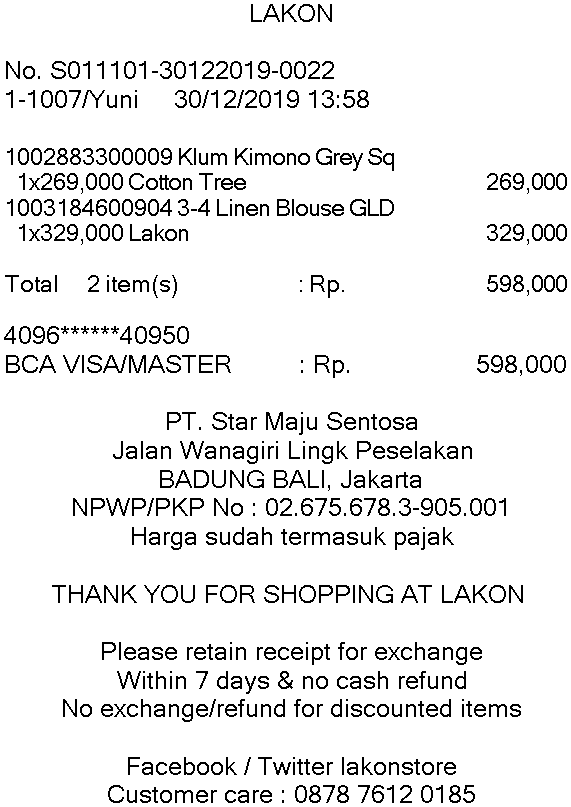 LAKON
No. S011101-30122019-0022
1-1007/Yuni 30/12/2019 13:58
1002883300009 Klum Kimono Grey Sq
1x269,000 Cotton Tree 269,000
1003184600904 3-4 Linen Blouse GLD
1x329,000 Lakon 329,000
Total 2 item(s) : Rp. 598,000
4096******40950
BCA VISA/MASTER : Rp. 598,000
PT. Star Maju Sentosa
Jalan Wanagiri Lingk Peselakan
BADUNG BALI, Jakarta
NPWP/PKP No : 02.675.678.3-905.001
Harga sudah termasuk pajak
THANK YOU FOR SHOPPING AT LAKON
Please retain receipt for exchange
Within 7 days & no cash refund
No exchange/refund for discounted items
Facebook / Twitter lakonstore
Customer care : 0878 7612 0185